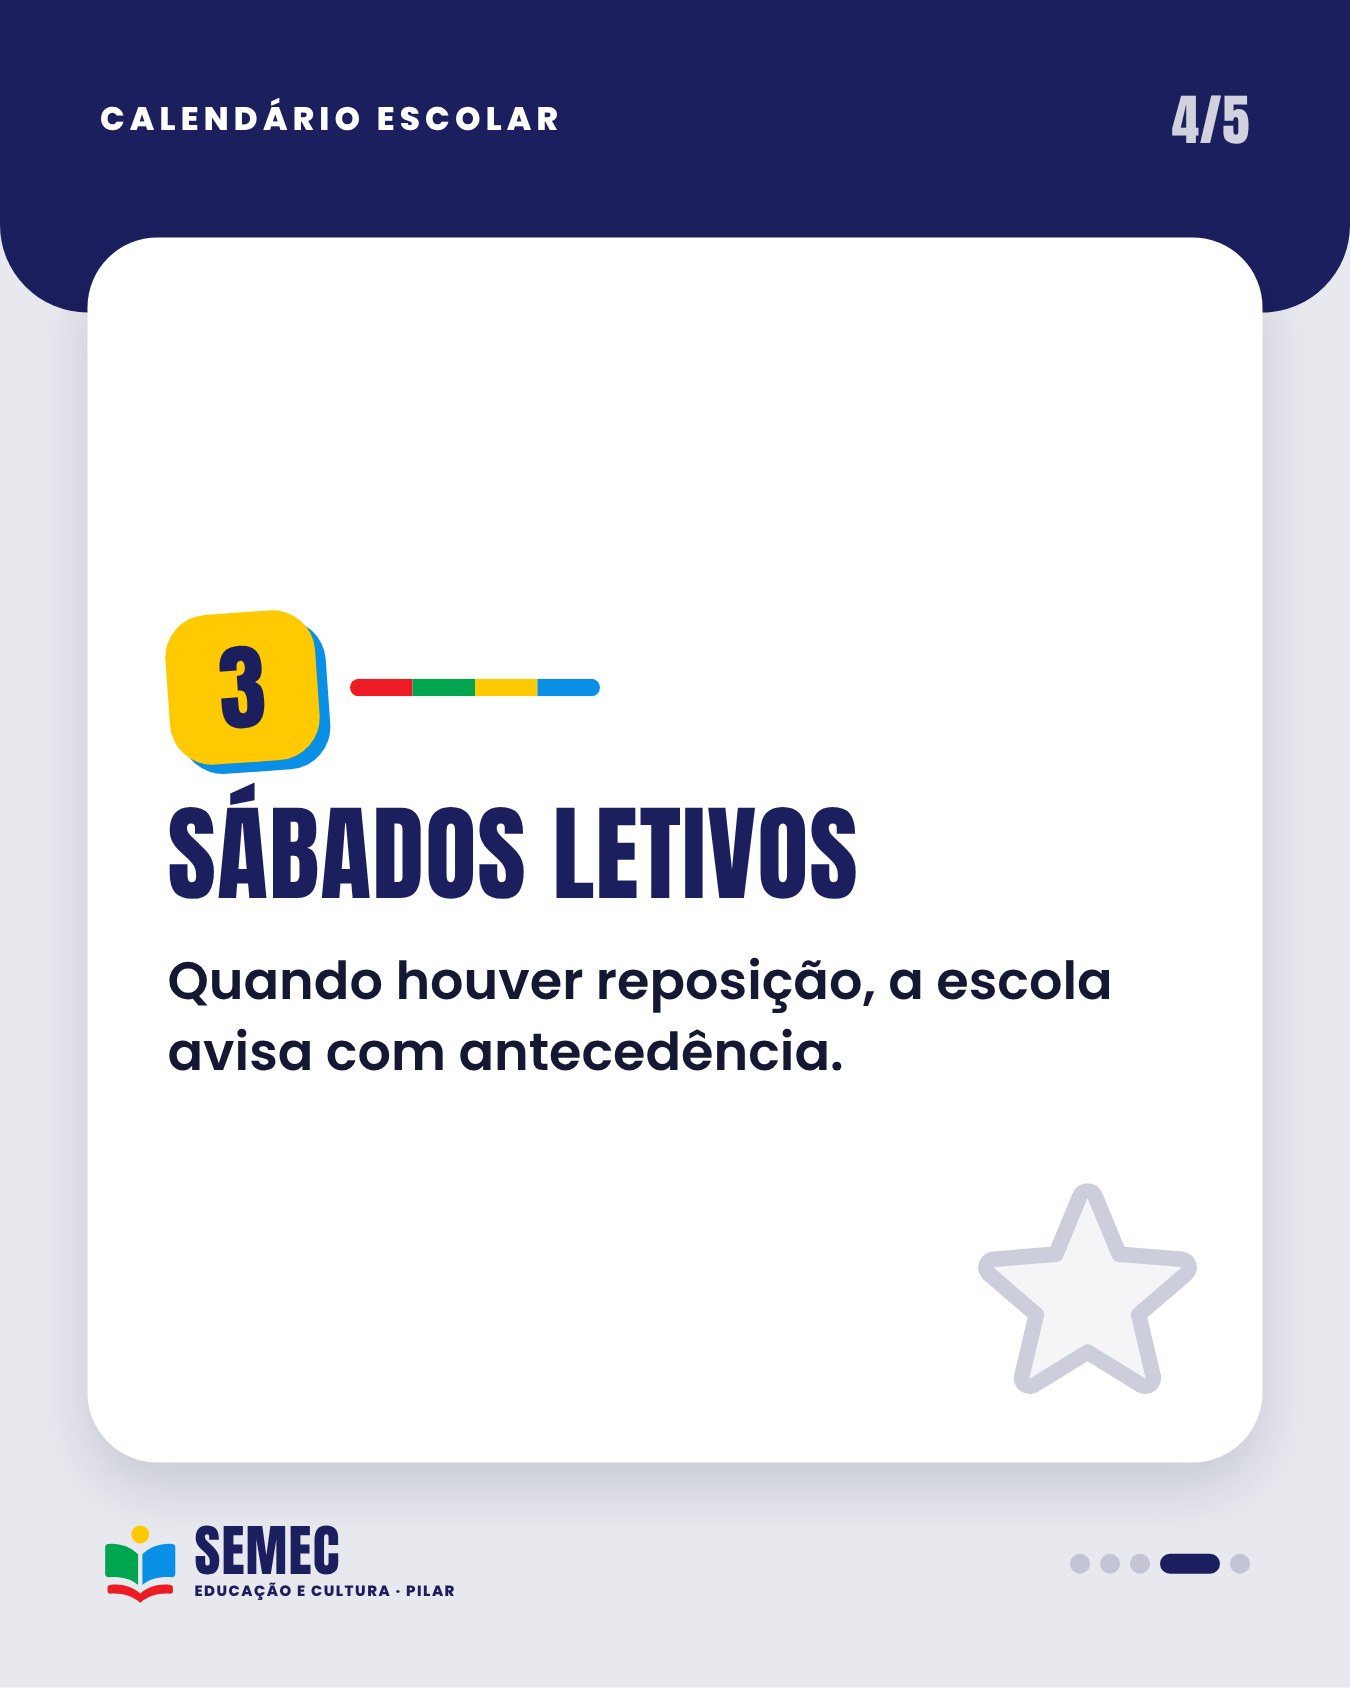 CALENDÁRIO ESCOLAR
4/5
3
SÁBADOS LETIVOS
Quando houver reposição, a escola
avisa com antecedência.
SEMEC
EDUCAÇÃO E CULTURA · PILAR